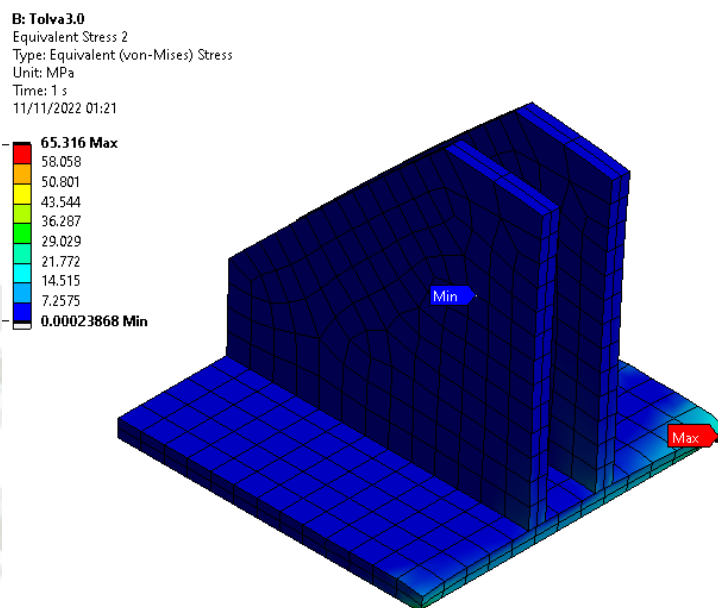 B: Tolva3.0
Equivalent Stress 2
Type: Equivalent (von-Mises) Stress
Unit: MPa
Time: 1 s
11/11/2022 01:21
65.316 Max
58.058
50.801
43.544
36.287
29.029
21.772
14.515
7.2575
0.00023868 Min
Min
Max